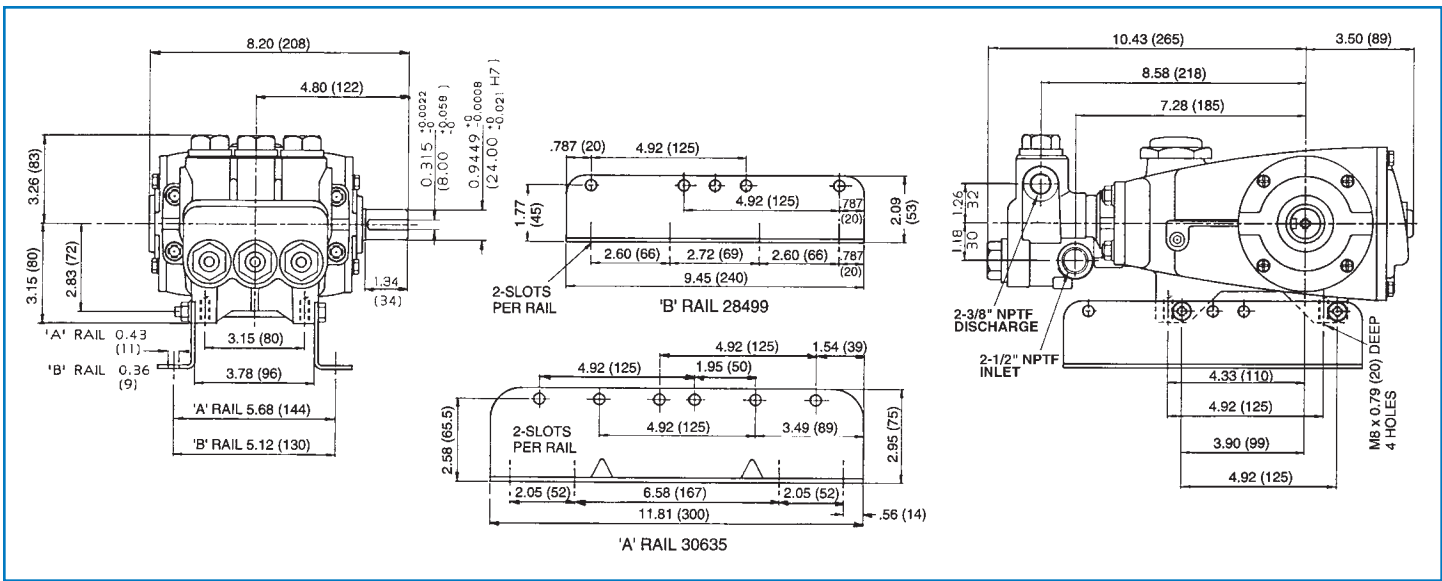 8.20 (208)
4.80 (122)
3.26 (83)
3.15 (80)
2.83 (72)
0.315 +0.0022 -0
(8.00 +0.058 -0 )
0.9449 +0 -0.0008
(24.00 +0 -0.021 H7)
1.34
(34)
'A' RAIL 0.43
(11)
'B' RAIL 0.36
(9)
3.15 (80)
3.78 (96)
'A' RAIL 5.68 (144)
'B' RAIL 5.12 (130)
.787 (20)
4.92 (125)
1.77
(45)
4.92 (125)
.787
(20)
2.09
(53)
2.60 (66)
2.72 (69)
2.60 (66)
.787
(20)
9.45 (240)
2-SLOTS
PER RAIL
'B' RAIL 28499
4.92 (125)
1.54 (39)
4.92 (125)
1.95 (50)
2-SLOTS
PER RAIL
4.92 (125)
3.49 (89)
2.58 (65.5)
2.95 (75)
2.05 (52)
6.58 (167)
2.05 (52)
.56 (14)
11.81 (300)
'A' RAIL 30635
10.43 (265)
3.50 (89)
8.58 (218)
7.28 (185)
1.26
32
1.18
30
2-3/8" NPTF
DISCHARGE
2-1/2" NPTF
INLET
4.33 (110)
4.92 (125)
3.90 (99)
4.92 (125)
M8 x 0.79 (20) DEEP
4 HOLES